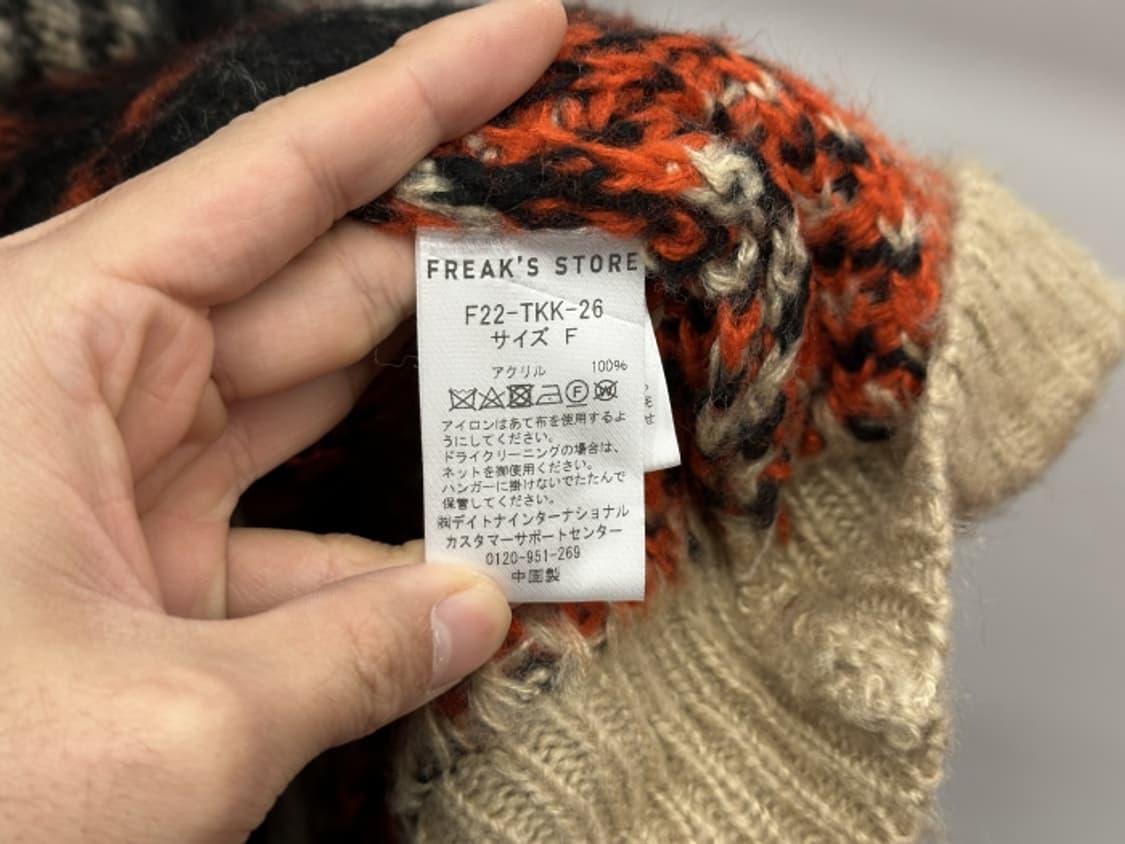 FREAK'S STORE
F22-TKK-26
サイズ F
アクリル 100%
F W
アイロンはあて布を使用するよ
うにしてください。
ドライクリーニングの場合は、
ネットを御使用ください。
ハンガーに掛けないでたたんで
保管してください。
㈱デイトナインターナショナル
カスタマーサポートセンター
0120-951-269
中国製